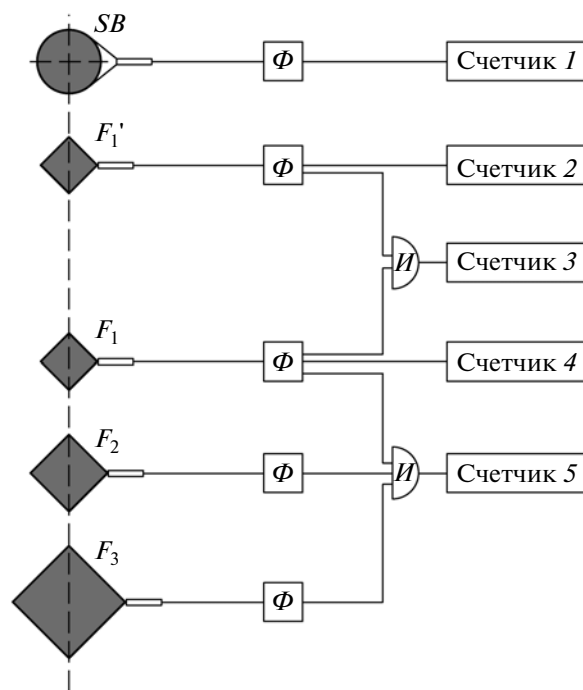 SB
Ф
Счетчик 1
F₁'
Ф
Счетчик 2
И
Счетчик 3
F₁
Ф
Счетчик 4
F₂
Ф
И
Счетчик 5
F₃
Ф